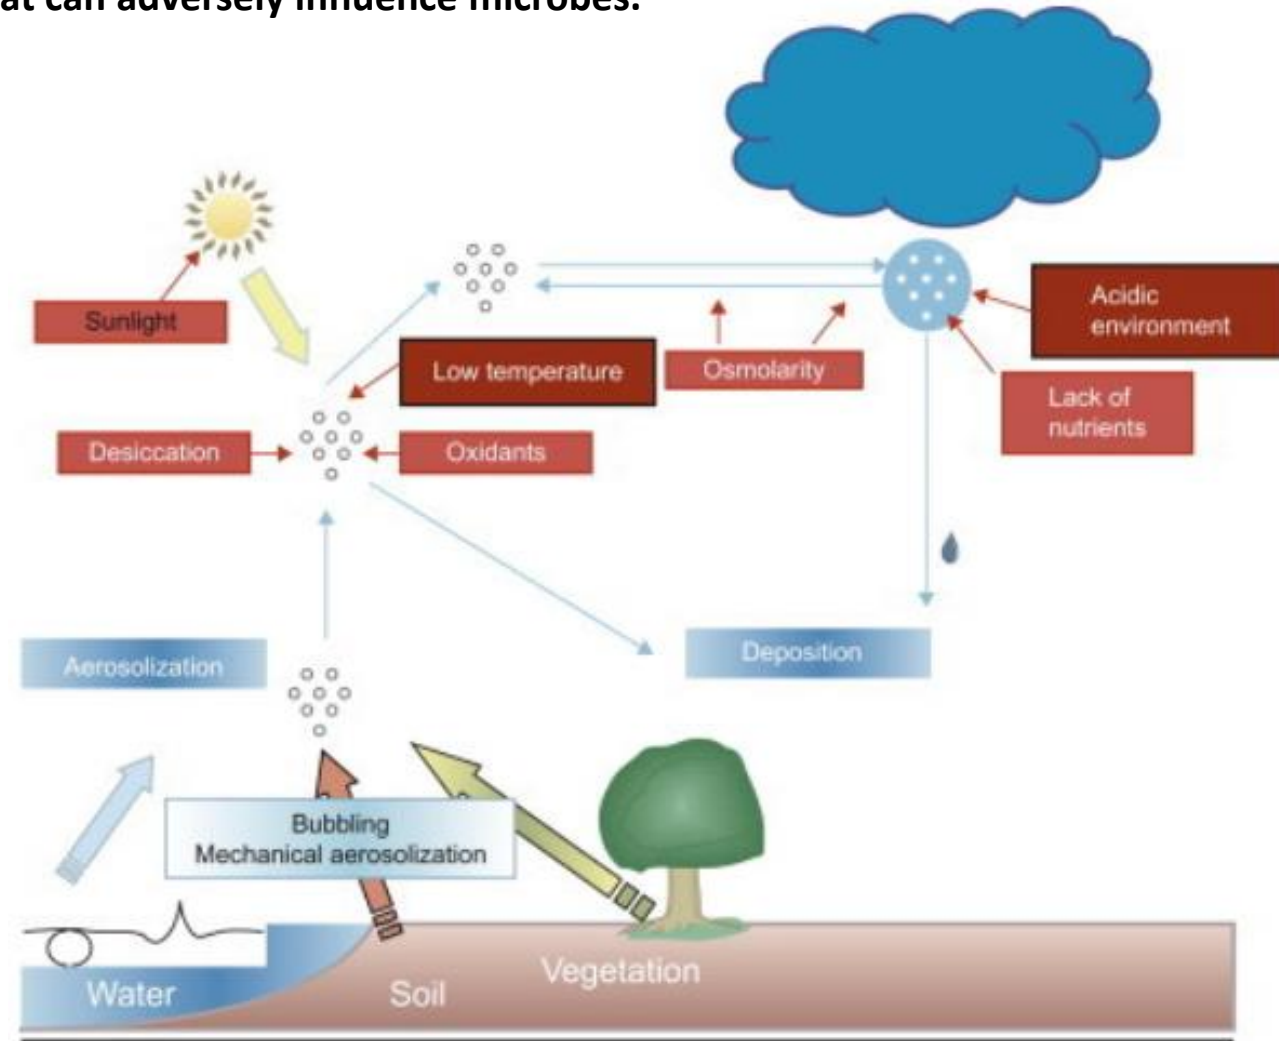 at can adversely influence microbes.
Sunlight
Acidic
environment
Low temperature
Osmolarity
Lack of
nutrients
Desiccation
Oxidants
Aerosolization
Deposition
Bubbling
Mechanical aerosolization
Vegetation
Water
Soil